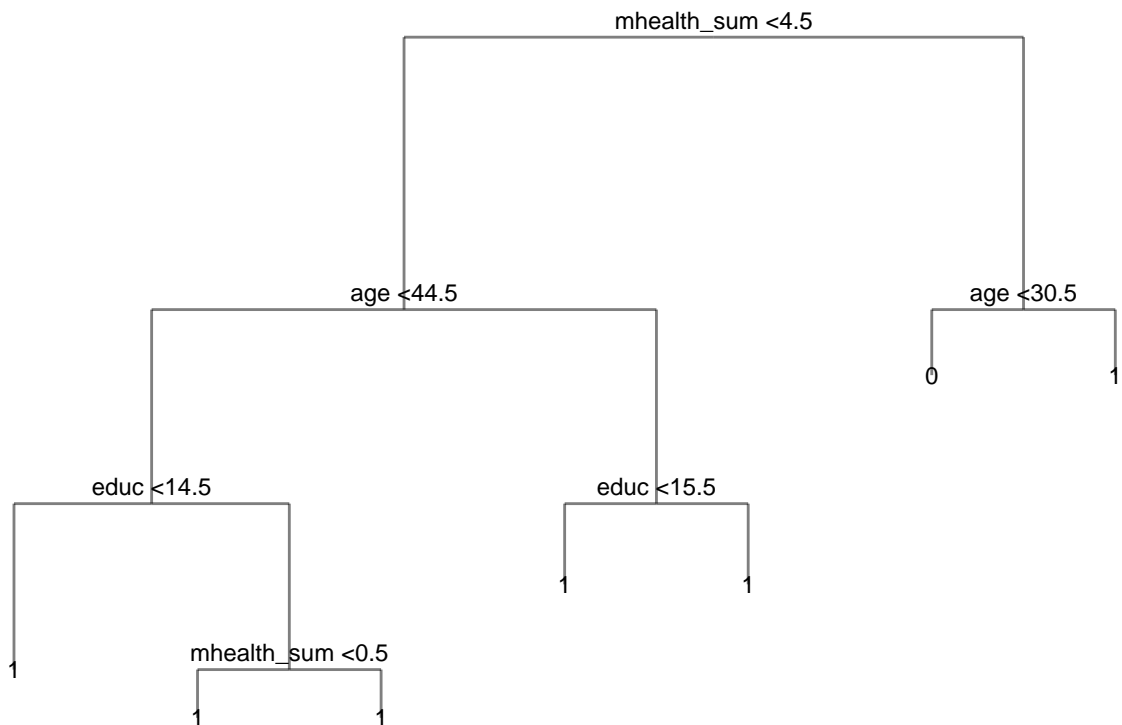 mhealth_sum <4.5
age <44.5
age <30.5
0
1
educ <14.5
educ <15.5
1
1
1
mhealth_sum <0.5
1
1